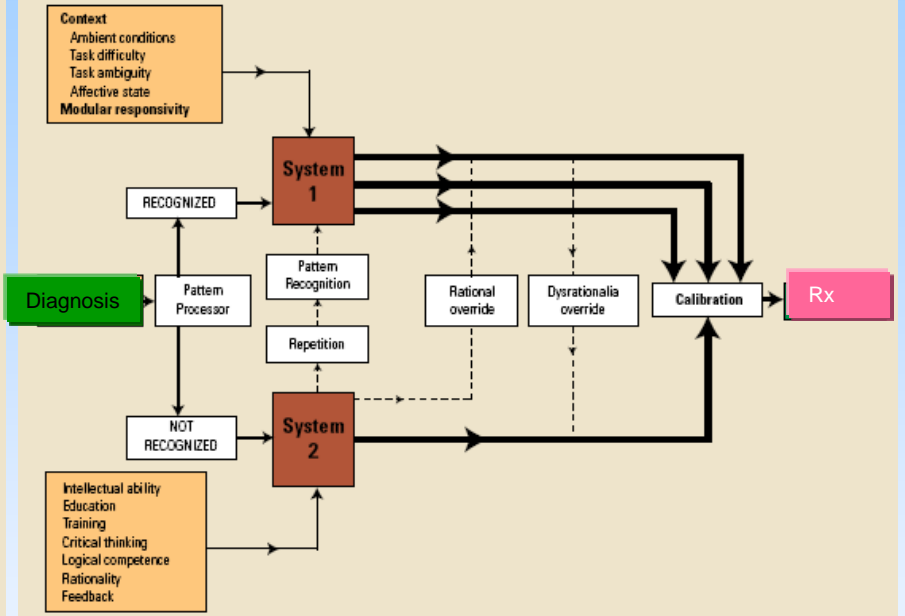 Context
Ambient conditions
Task difficulty
Task ambiguity
Affective state
Modular responsivity
System
1
RECOGNIZED
Pattern
Recognition
Diagnosis
Pattern
Processor
Rational
override
Dysrationalia
override
Calibration
Rx
Repetition
NOT
RECOGNIZED
System
2
Intellectual ability
Education
Training
Critical thinking
Logical competence
Rationality
Feedback